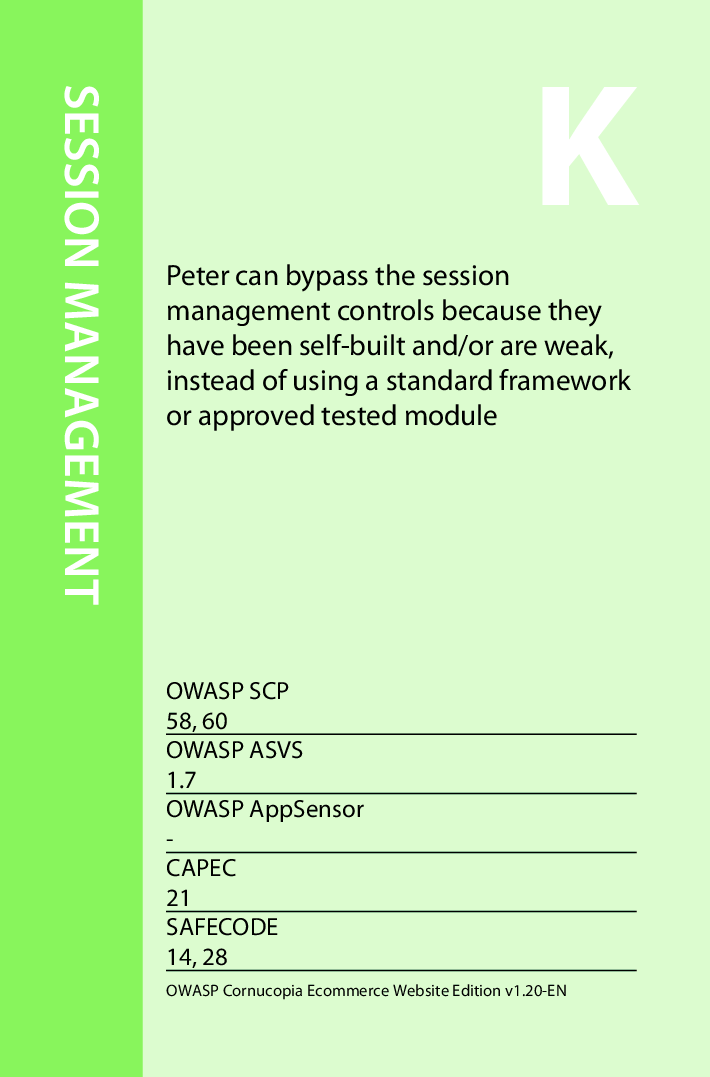 SESSION MANAGEMENT
K
Peter can bypass the session
management controls because they
have been self-built and/or are weak,
instead of using a standard framework
or approved tested module
OWASP SCP
58, 60
OWASP ASVS
1.7
OWASP AppSensor
-
CAPEC
21
SAFECODE
14, 28
OWASP Cornucopia Ecommerce Website Edition v1.20-EN